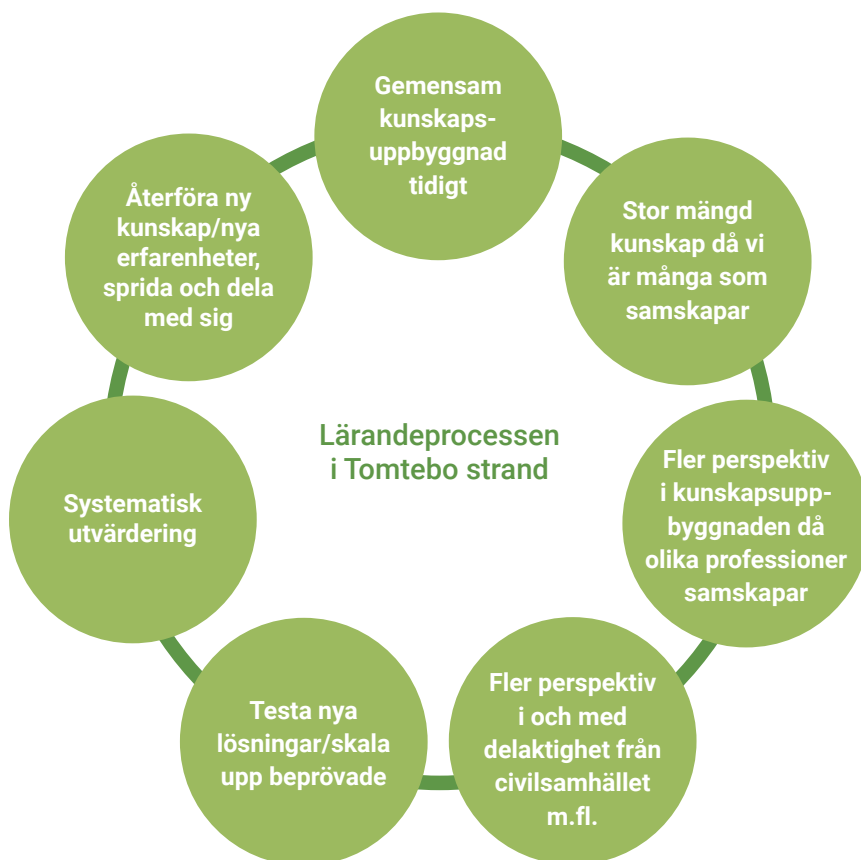 Gemensam
kunskaps-
uppbyggnad
tidigt
Stor mängd
kunskap då vi
är många som
samskapar
Fler perspektiv
i kunskapsupp-
byggnaden då
olika professioner
samskapar
Fler perspektiv
i och med
delaktighet från
civilsamhället
m.fl.
Testa nya
lösningar/skala
upp beprövade
Systematisk
utvärdering
Återföra ny
kunskap/nya
erfarenheter,
sprida och dela
med sig
Lärandeprocessen
i Tomtebo strand